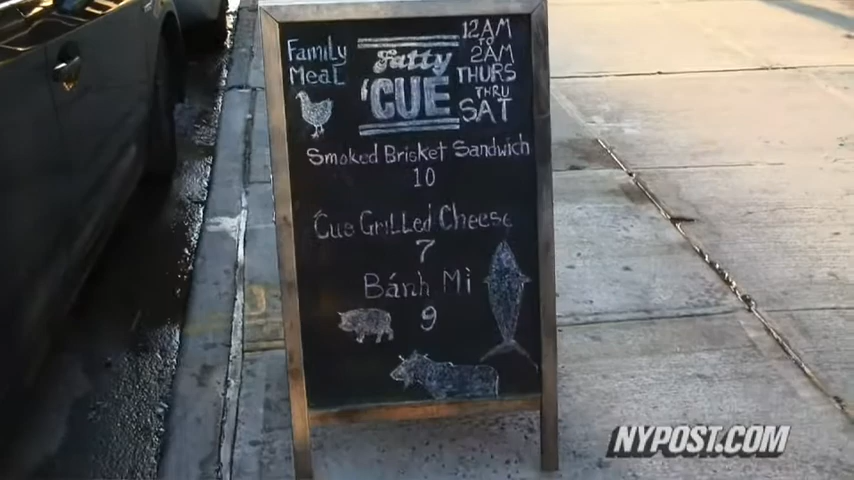 Family
Meal
Fatty
'CUE
12AM
TO
2AM
THURS
THRU
SAT
Smoked Brisket Sandwich
10
Cue Grilled Cheese
7
Bánh Mi
9
NYPOST.COM